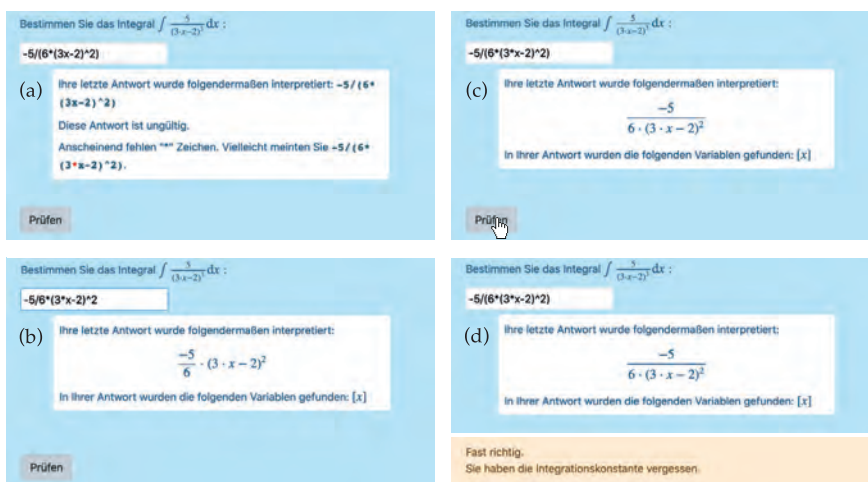 Bestimmen Sie das Integral ∫ 5/(3·x−2)³ dx :
-5/(6*(3x-2)^2)
(a)
Ihre letzte Antwort wurde folgendermaßen interpretiert: -5/(6*
(3x-2)^2)
Diese Antwort ist ungültig.
Anscheinend fehlen "*" Zeichen. Vielleicht meinten Sie -5/(6*
(3*x-2)^2).
Prüfen
Bestimmen Sie das Integral ∫ 5/(3·x−2)³ dx :
-5/6*(3*x-2)^2
(b)
Ihre letzte Antwort wurde folgendermaßen interpretiert:
−5/6 · (3 · x − 2)²
In Ihrer Antwort wurden die folgenden Variablen gefunden: [x]
Prüfen
Bestimmen Sie das Integral ∫ 5/(3·x−2)³ dx :
-5/(6*(3*x-2)^2)
(c)
Ihre letzte Antwort wurde folgendermaßen interpretiert:
−5
6 · (3 · x − 2)²
In Ihrer Antwort wurden die folgenden Variablen gefunden: [x]
Prüfen
Bestimmen Sie das Integral ∫ 5/(3·x−2)³ dx :
-5/(6*(3*x-2)^2)
(d)
Ihre letzte Antwort wurde folgendermaßen interpretiert:
−5
6 · (3 · x − 2)²
In Ihrer Antwort wurden die folgenden Variablen gefunden: [x]
Fast richtig.
Sie haben die Integrationskonstante vergessen.